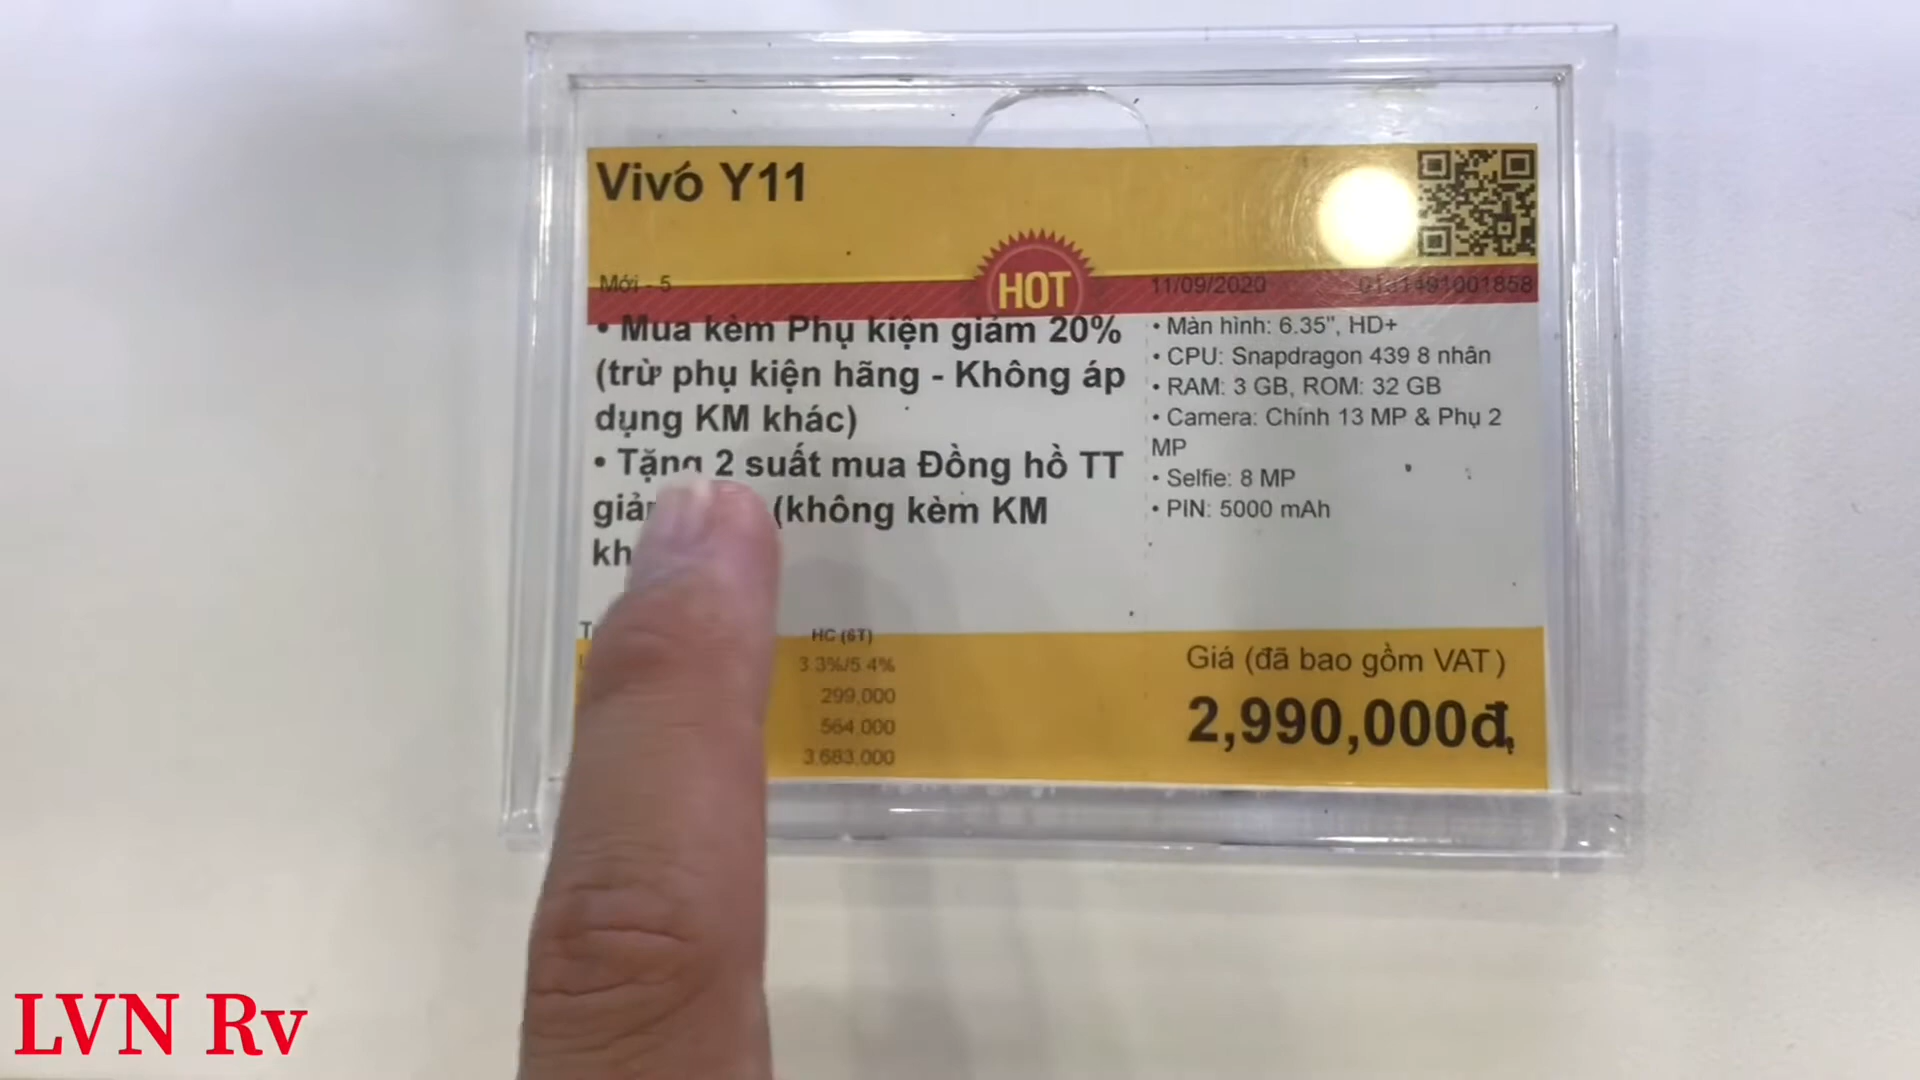 Vivo Y11
HOT
Mới - 5
11/09/2020
0131491001858
• Mua kèm Phụ kiện giảm 20%
(trừ phụ kiện hãng - Không áp
dụng KM khác)
• Tặng 2 suất mua Đồng hồ TT
(không kèm KM
• Màn hình: 6.35", HD+
• CPU: Snapdragon 439 8 nhân
• RAM: 3 GB, ROM: 32 GB
• Camera: Chính 13 MP & Phụ 2
MP
• Selfie: 8 MP
• PIN: 5000 mAh
HC (6T)
3.3%/5.4%
299,000
564,000
3,683,000
Giá (đã bao gồm VAT)
2,990,000đ
LVN Rv